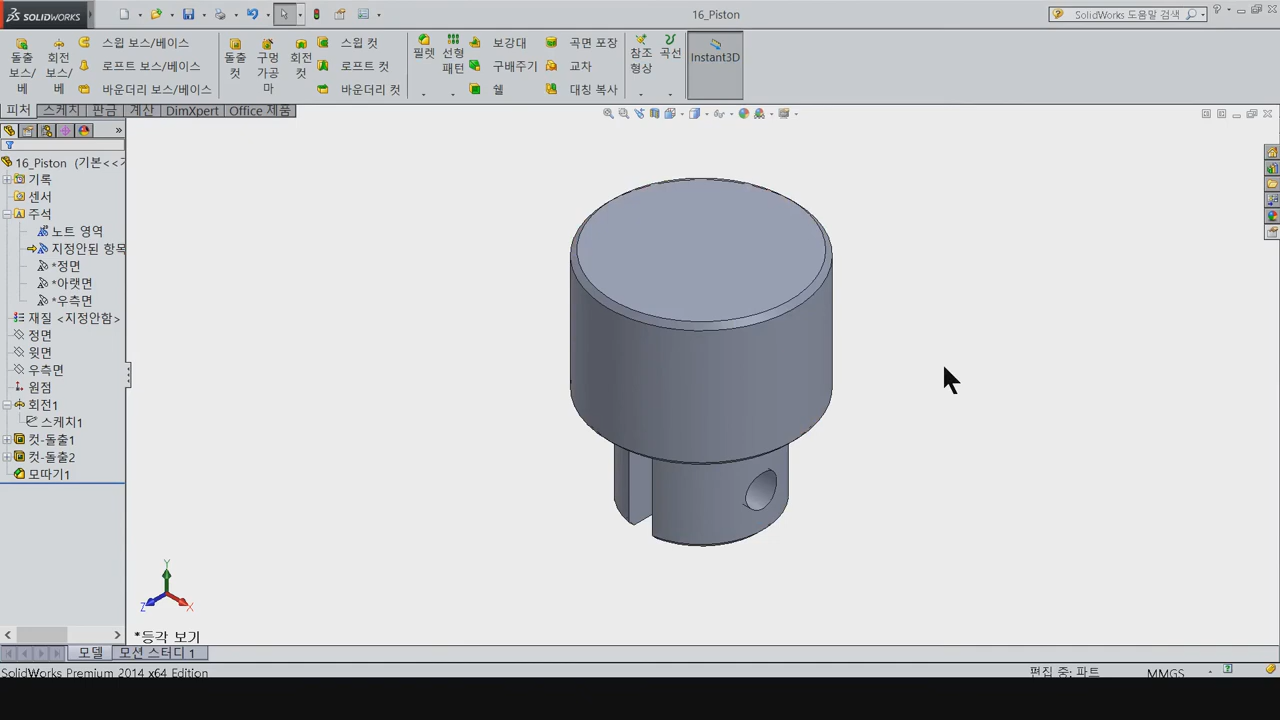 SOLIDWORKS
16_Piston
SolidWorks 도움말 검색
돌출 보스/베
회전 보스/베
스윕 보스/베이스
로프트 보스/베이스
바운더리 보스/베이스
돌출 컷
구멍 가공 마
회전 컷
스윕 컷
로프트 컷
바운더리 컷
필렛
선형 패턴
보강대
구배주기
쉘
곡면 포장
교차
대칭 복사
참조 형상
곡선
Instant3D
피처 스케치 판금 계산 DimXpert Office 제품
16_Piston (기본<<기
기록
센서
주석
노트 영역
지정안된 항목
*정면
*아랫면
*우측면
재질 <지정안함>
정면
윗면
우측면
원점
회전1
스케치1
컷-돌출1
컷-돌출2
모따기1
Y
Z
X
*등각 보기
모델 모션 스터디 1
SolidWorks Premium 2014 x64 Edition
편집 중: 파트
MMGS